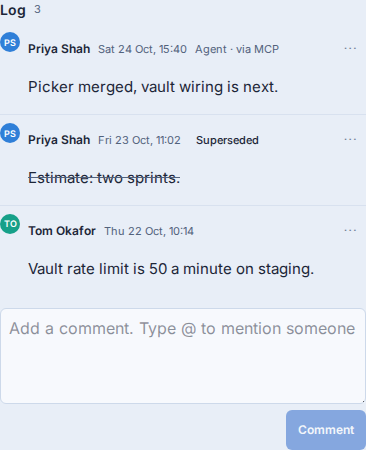 Log 3
PS Priya Shah Sat 24 Oct, 15:40 Agent · via MCP ...
Picker merged, vault wiring is next.
PS Priya Shah Fri 23 Oct, 11:02 Superseded ...
Estimate: two sprints.
TO Tom Okafor Thu 22 Oct, 10:14 ...
Vault rate limit is 50 a minute on staging.
Add a comment. Type @ to mention someone
Comment